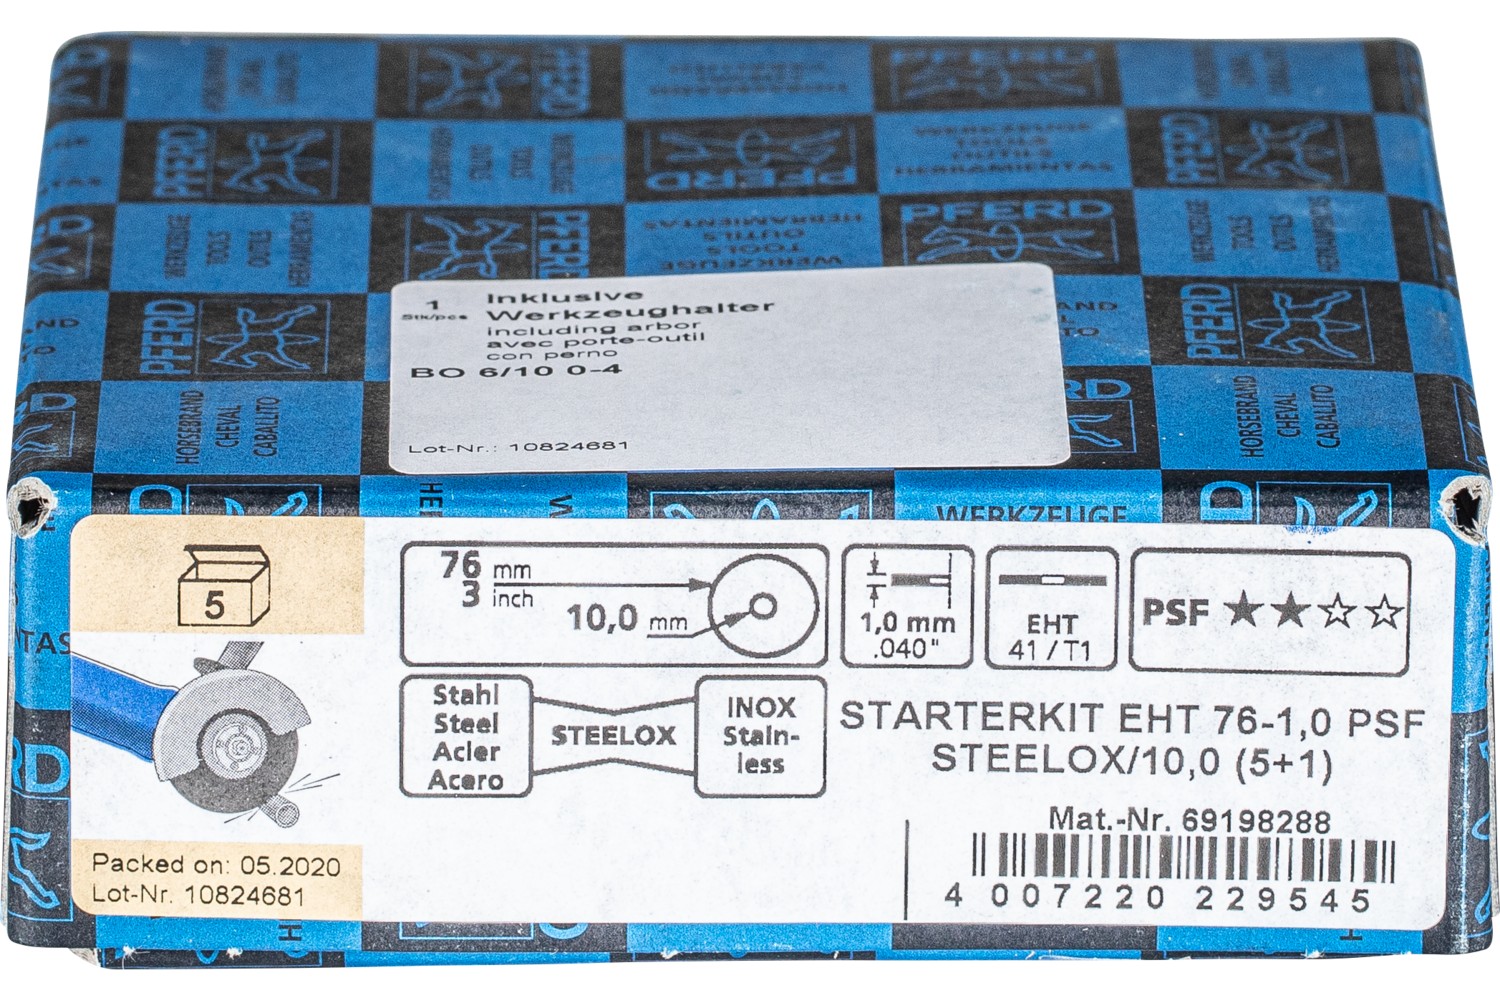 PFERD
WERKZEUGE
TOOLS
OUTILS
HERRAMIENTAS
PFERD
HORSEBRAND
CHEVAL
CABALLITO
1
Stk/pcs
Inklusive
Werkzeughalter
including arbor
avec porte-outil
con perno
BO 6/10 0-4
Lot-Nr.: 10824681
WERKZEUGE
5
76 mm
3 inch
10,0 mm
1,0 mm
.040"
EHT
41 / T1
PSF ★★☆☆
Stahl
Steel
Acier
Acero
STEELOX
INOX
Stain-
less
STARTERKIT EHT 76-1,0 PSF
STEELOX/10,0 (5+1)
Mat.-Nr. 69198288
4 007220 229545
Packed on: 05.2020
Lot-Nr. 10824681